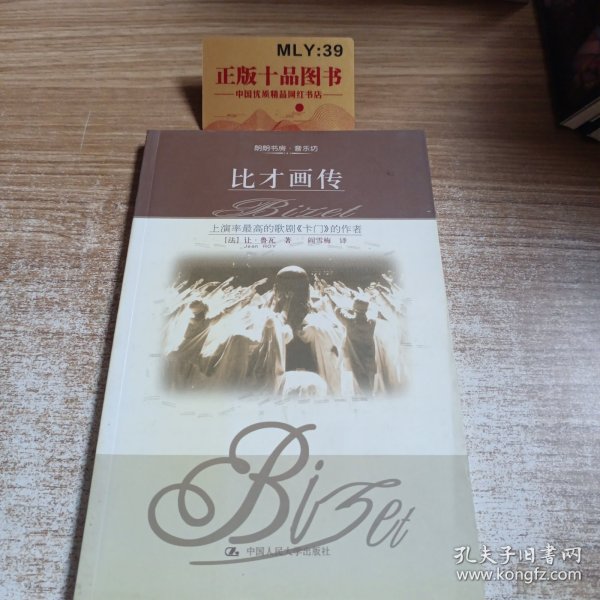 MLY:39
正版十品图书
中国优质精品网红书店
朗朗书房·音乐坊
比才画传
Bizet
上演率最高的歌剧《卡门》的作者
[法]让·鲁瓦 著 阎雪梅 译
Jean ROY
Bizet
中国人民大学出版社
孔夫子旧书网
www.kongfz.com